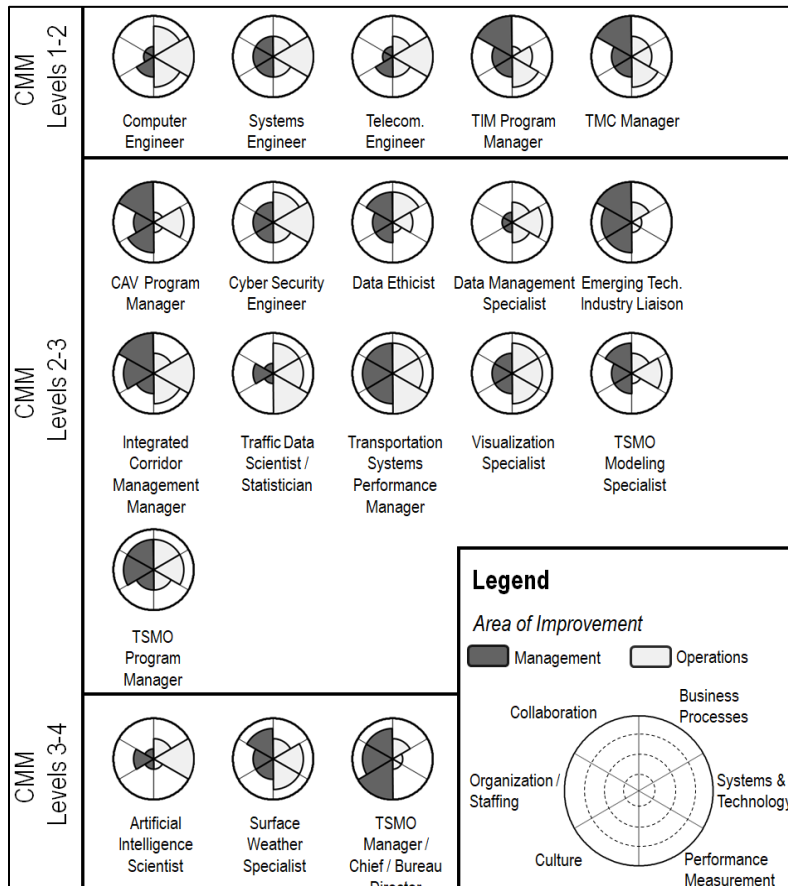 CMM
Levels 1-2
Computer
Engineer
Systems
Engineer
Telecom.
Engineer
TIM Program
Manager
TMC Manager
CMM
Levels 2-3
CAV Program
Manager
Cyber Security
Engineer
Data Ethicist
Data Management
Specialist
Emerging Tech.
Industry Liaison
Integrated
Corridor
Management
Manager
Traffic Data
Scientist /
Statistician
Transportation
Systems
Performance
Manager
Visualization
Specialist
TSMO
Modeling
Specialist
TSMO
Program
Manager
CMM
Levels 3-4
Artificial
Intelligence
Scientist
Surface
Weather
Specialist
TSMO
Manager /
Chief / Bureau
Director
Legend
Area of Improvement
Management
Operations
Collaboration
Business
Processes
Organization /
Staffing
Systems &
Technology
Culture
Performance
Measurement